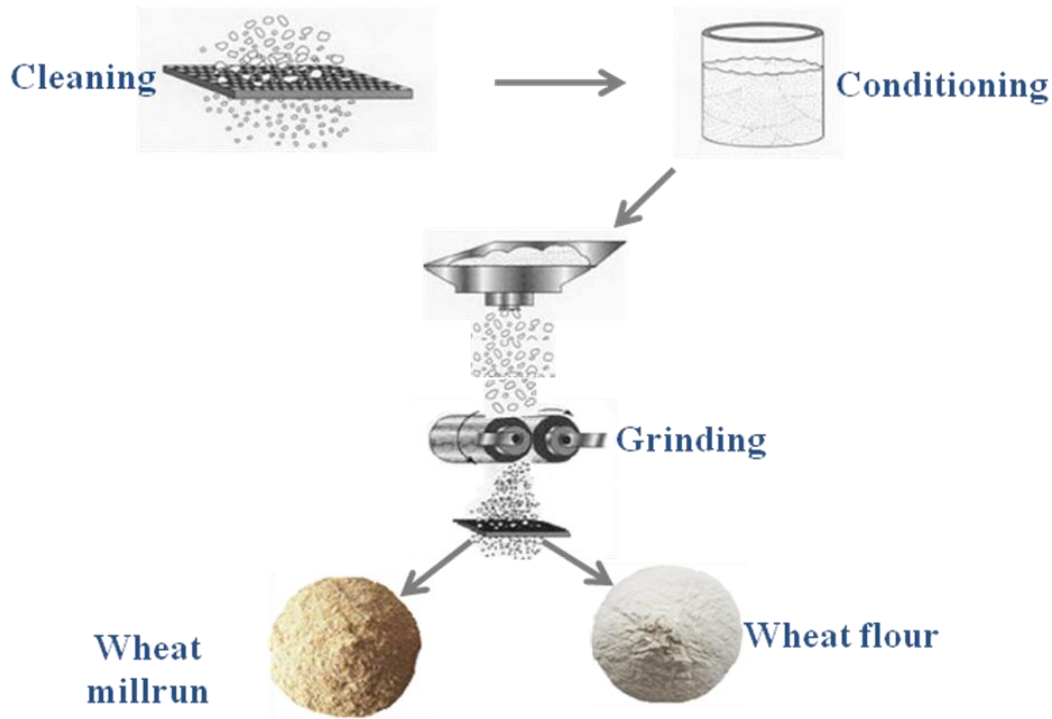 Cleaning
Conditioning
Grinding
Wheat
millrun
Wheat flour